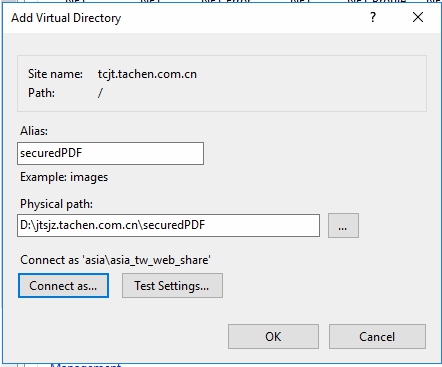 Add Virtual Directory
?
Site name: tcjt.tachen.com.cn
Path: /
Alias:
securedPDF
Example: images
Physical path:
D:\jtsjz.tachen.com.cn\securedPDF
...
Connect as 'asia\asia_tw_web_share'
Connect as... Test Settings...
OK Cancel
Management